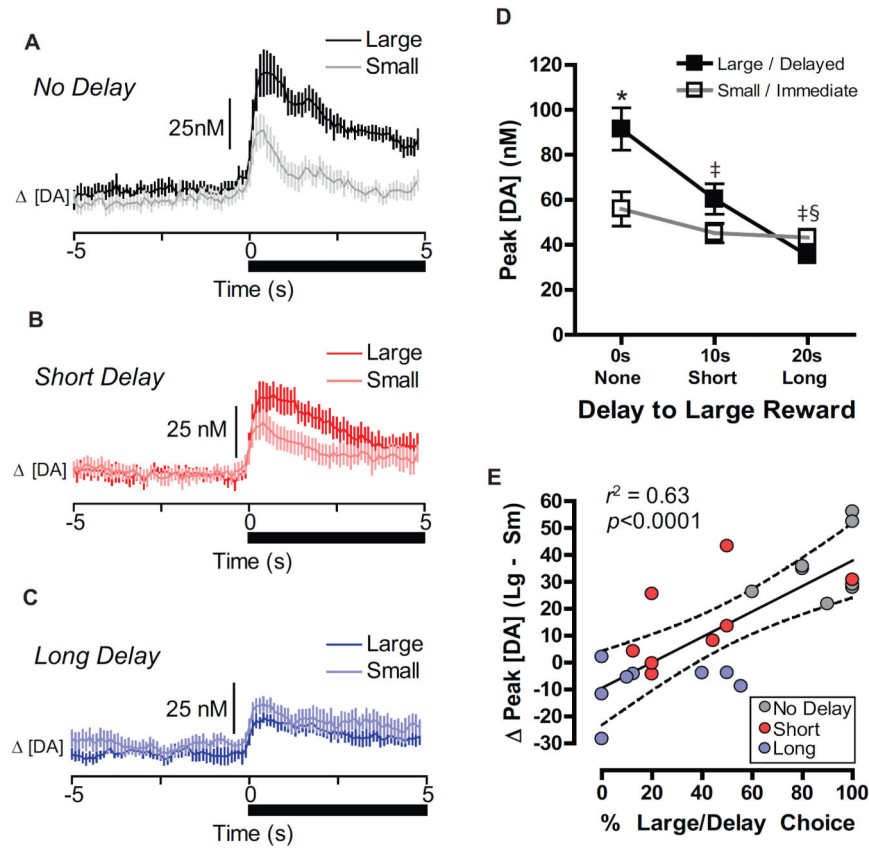 A
No Delay
Large
Small
25nM
Δ [DA]
-5
0
5
Time (s)
B
Short Delay
Large
Small
25 nM
Δ [DA]
-5
0
5
Time (s)
C
Long Delay
Large
Small
25 nM
Δ [DA]
-5
0
5
Time (s)
D
Large / Delayed
Small / Immediate
Peak [DA] (nM)
120
100
80
60
40
20
0
*
‡
‡§
0s 10s 20s
None Short Long
Delay to Large Reward
E
r² = 0.63
p<0.0001
Δ Peak [DA] (Lg - Sm)
60
50
40
30
20
10
0
-10
-20
-30
No Delay
Short
Long
0 20 40 60 80 100
% Large/Delay Choice